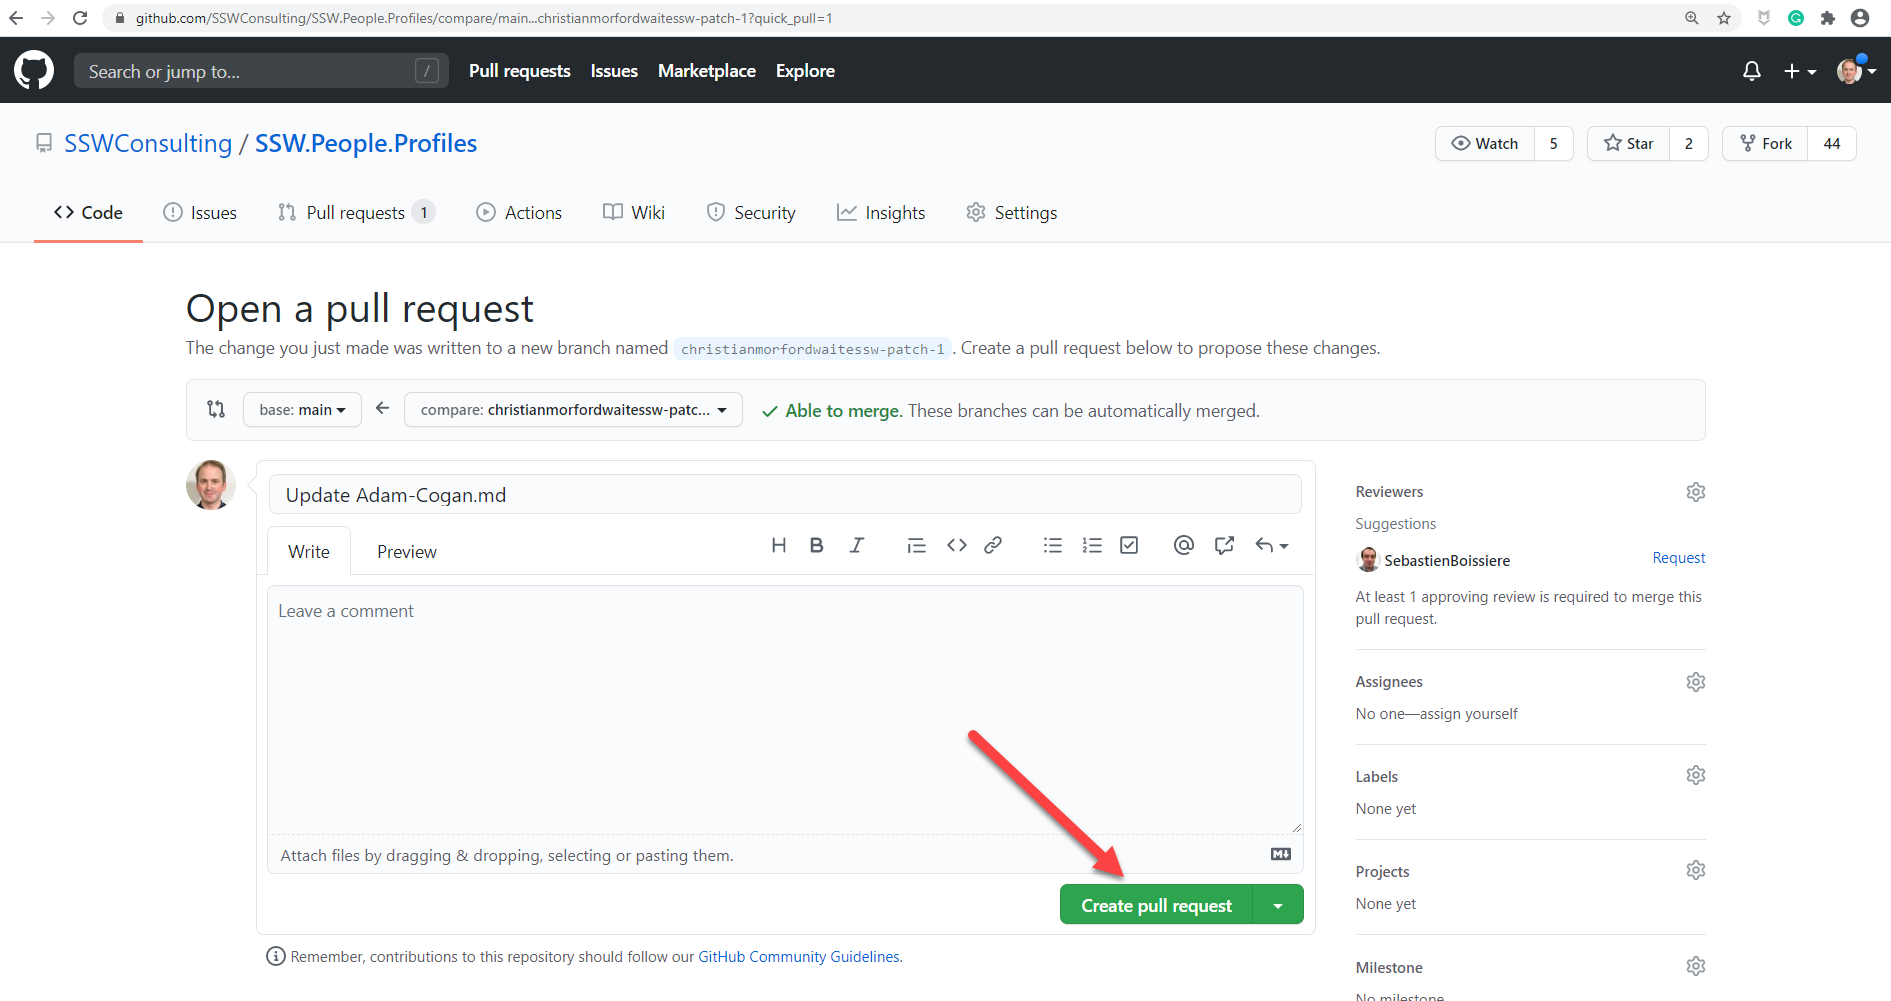 github.com/SSWConsulting/SSW.People.Profiles/compare/main...christianmorfordwaitessw-patch-1?quick_pull=1
Search or jump to... / Pull requests Issues Marketplace Explore
SSWConsulting / SSW.People.Profiles Watch 5 Star 2 Fork 44
Code Issues Pull requests 1 Actions Wiki Security Insights Settings
Open a pull request
The change you just made was written to a new branch named christianmorfordwaitessw-patch-1. Create a pull request below to propose these changes.
base: main compare: christianmorfordwaitessw-patc... Able to merge. These branches can be automatically merged.
Update Adam-Cogan.md
Write Preview
Leave a comment
Attach files by dragging & dropping, selecting or pasting them.
Create pull request
Remember, contributions to this repository should follow our GitHub Community Guidelines.
Reviewers
Suggestions
SebastienBoissiere Request
At least 1 approving review is required to merge this
pull request.
Assignees
No one—assign yourself
Labels
None yet
Projects
None yet
Milestone
No milestone